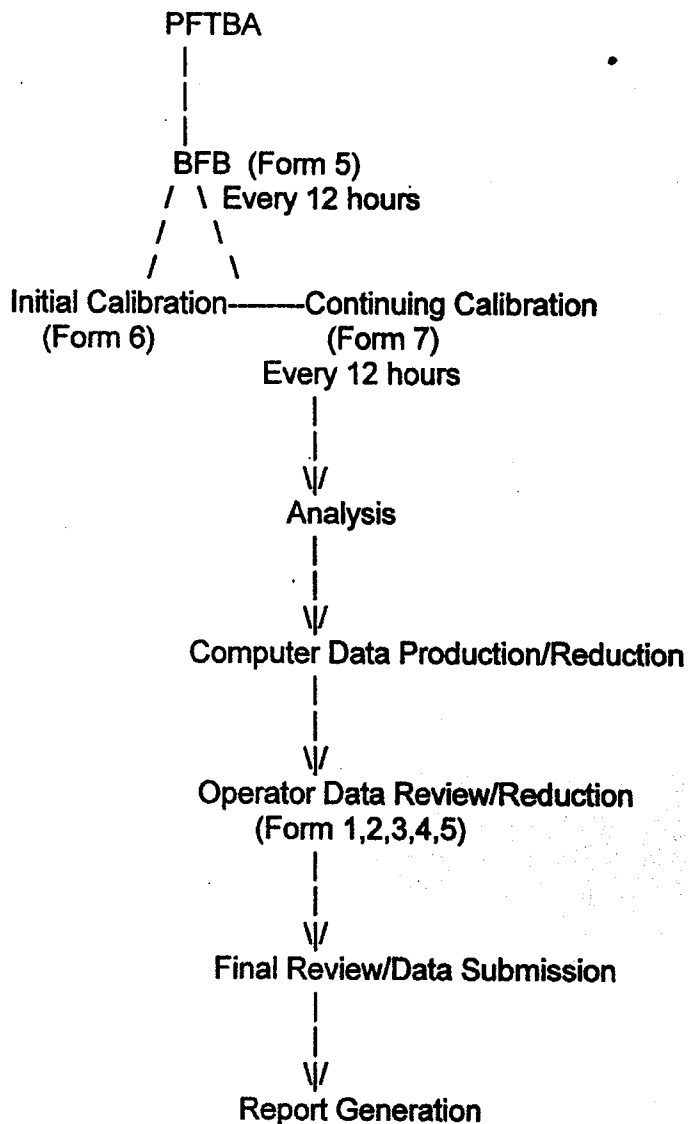 PFTBA
BFB (Form 5)
Every 12 hours
Initial Calibration--------Continuing Calibration
(Form 6) (Form 7)
Every 12 hours
Analysis
Computer Data Production/Reduction
Operator Data Review/Reduction
(Form 1,2,3,4,5)
Final Review/Data Submission
Report Generation